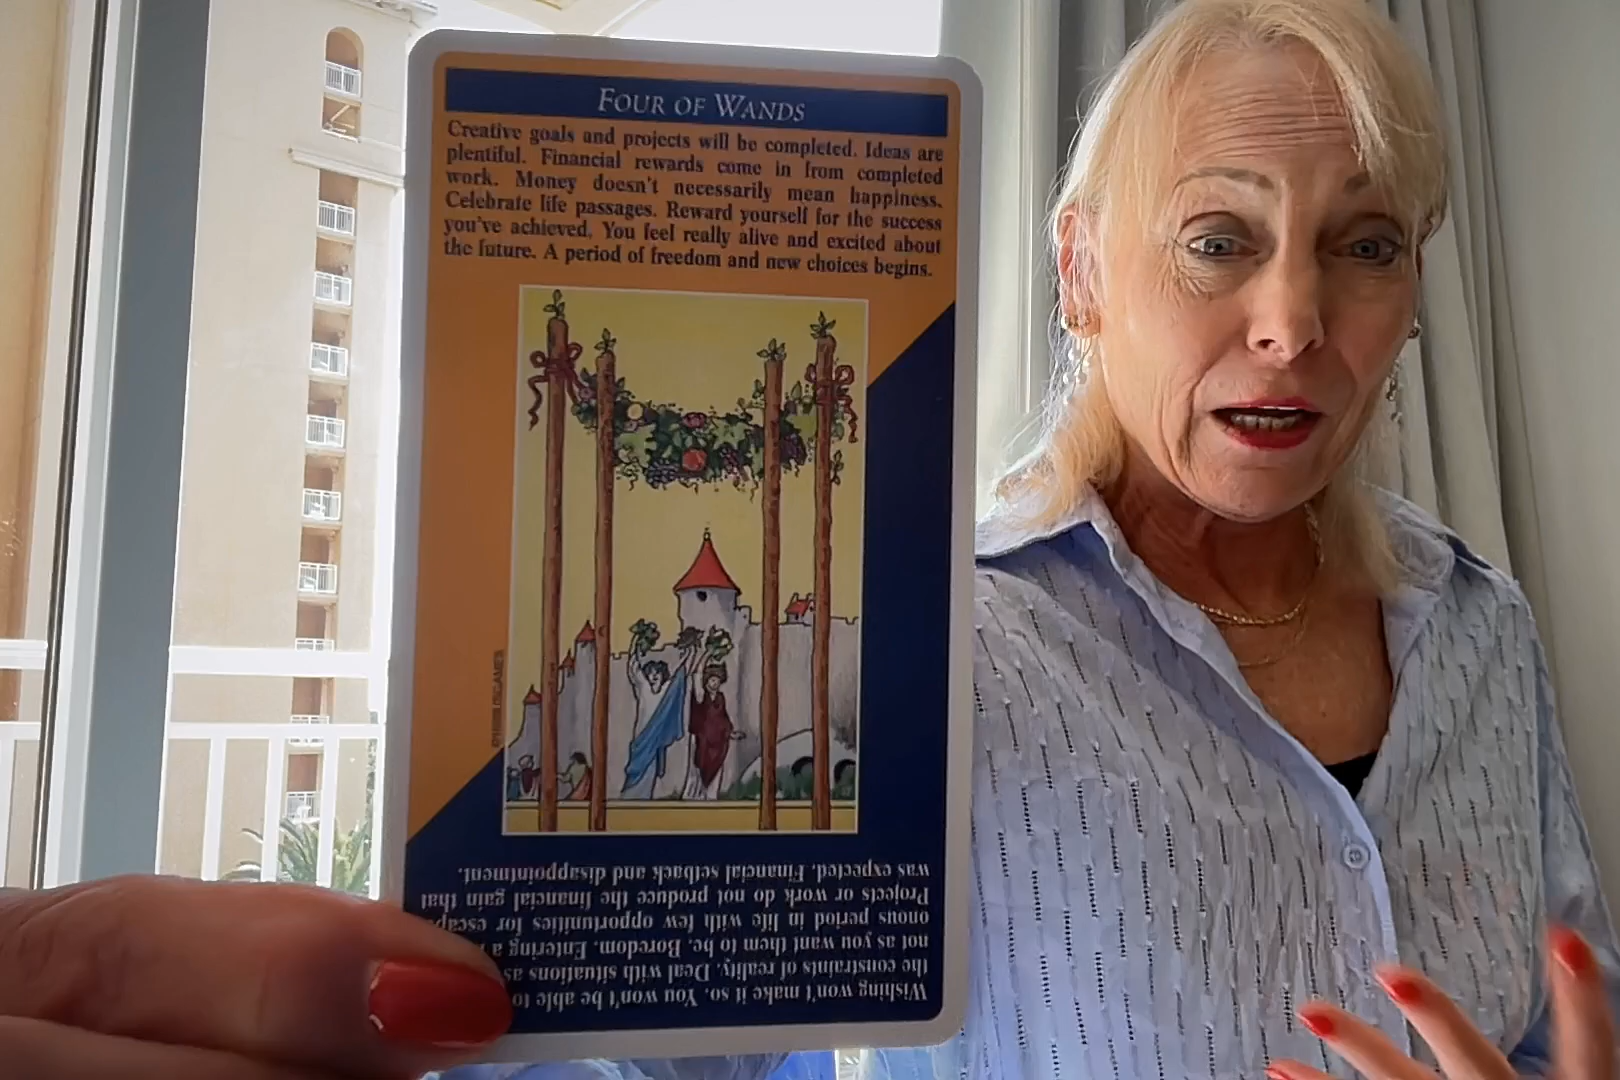 FOUR OF WANDS
Creative goals and projects will be completed. Ideas are
plentiful. Financial rewards come in from completed
work. Money doesn't necessarily mean happiness.
Celebrate life passages. Reward yourself for the success
you've achieved. You feel really alive and excited about
the future. A period of freedom and new choices begins.
Wishing won't make it so. You won't be able to
the constraints of reality. Deal with situations as
not as you want them to be. Boredom. Entering a
onous period in life with few opportunities for escape
Projects or work do not produce the financial gain that
was expected. Financial setback and disappointment.